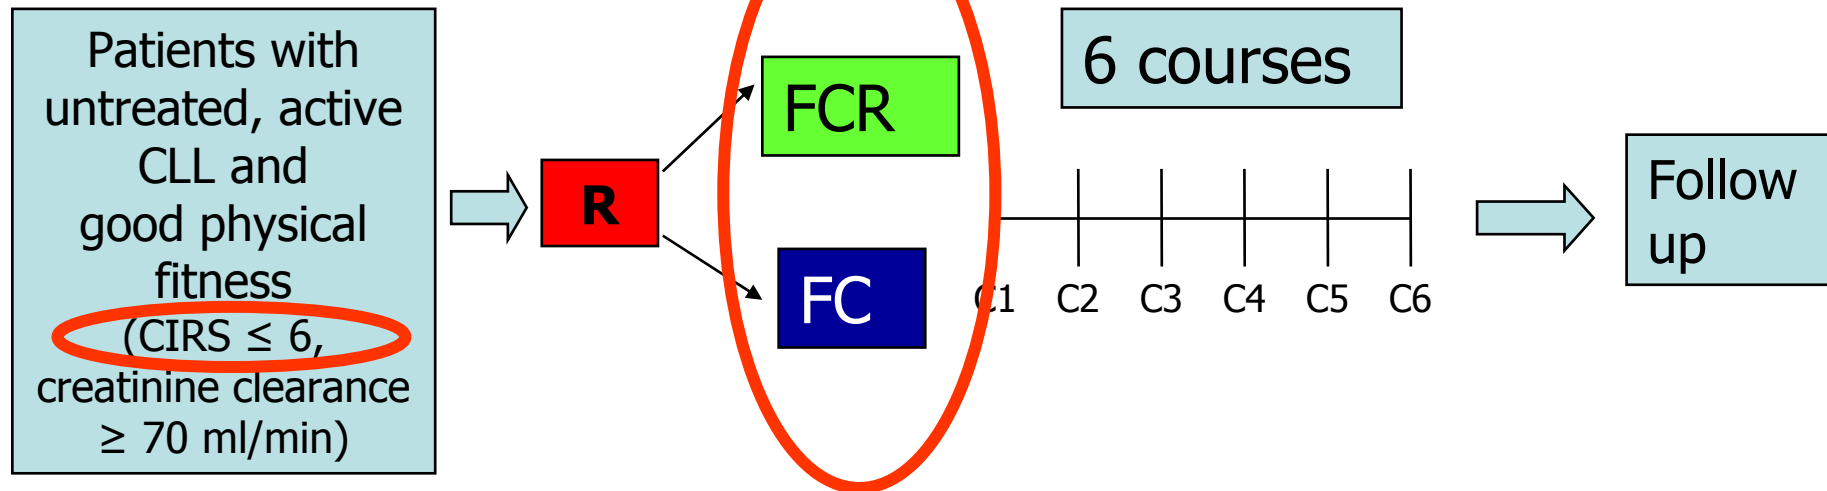 Patients with
untreated, active
CLL and
good physical
fitness
(CIRS ≤ 6,
creatinine clearance
≥ 70 ml/min)
R
FCR
FC
6 courses
C1 C2 C3 C4 C5 C6
Follow
up